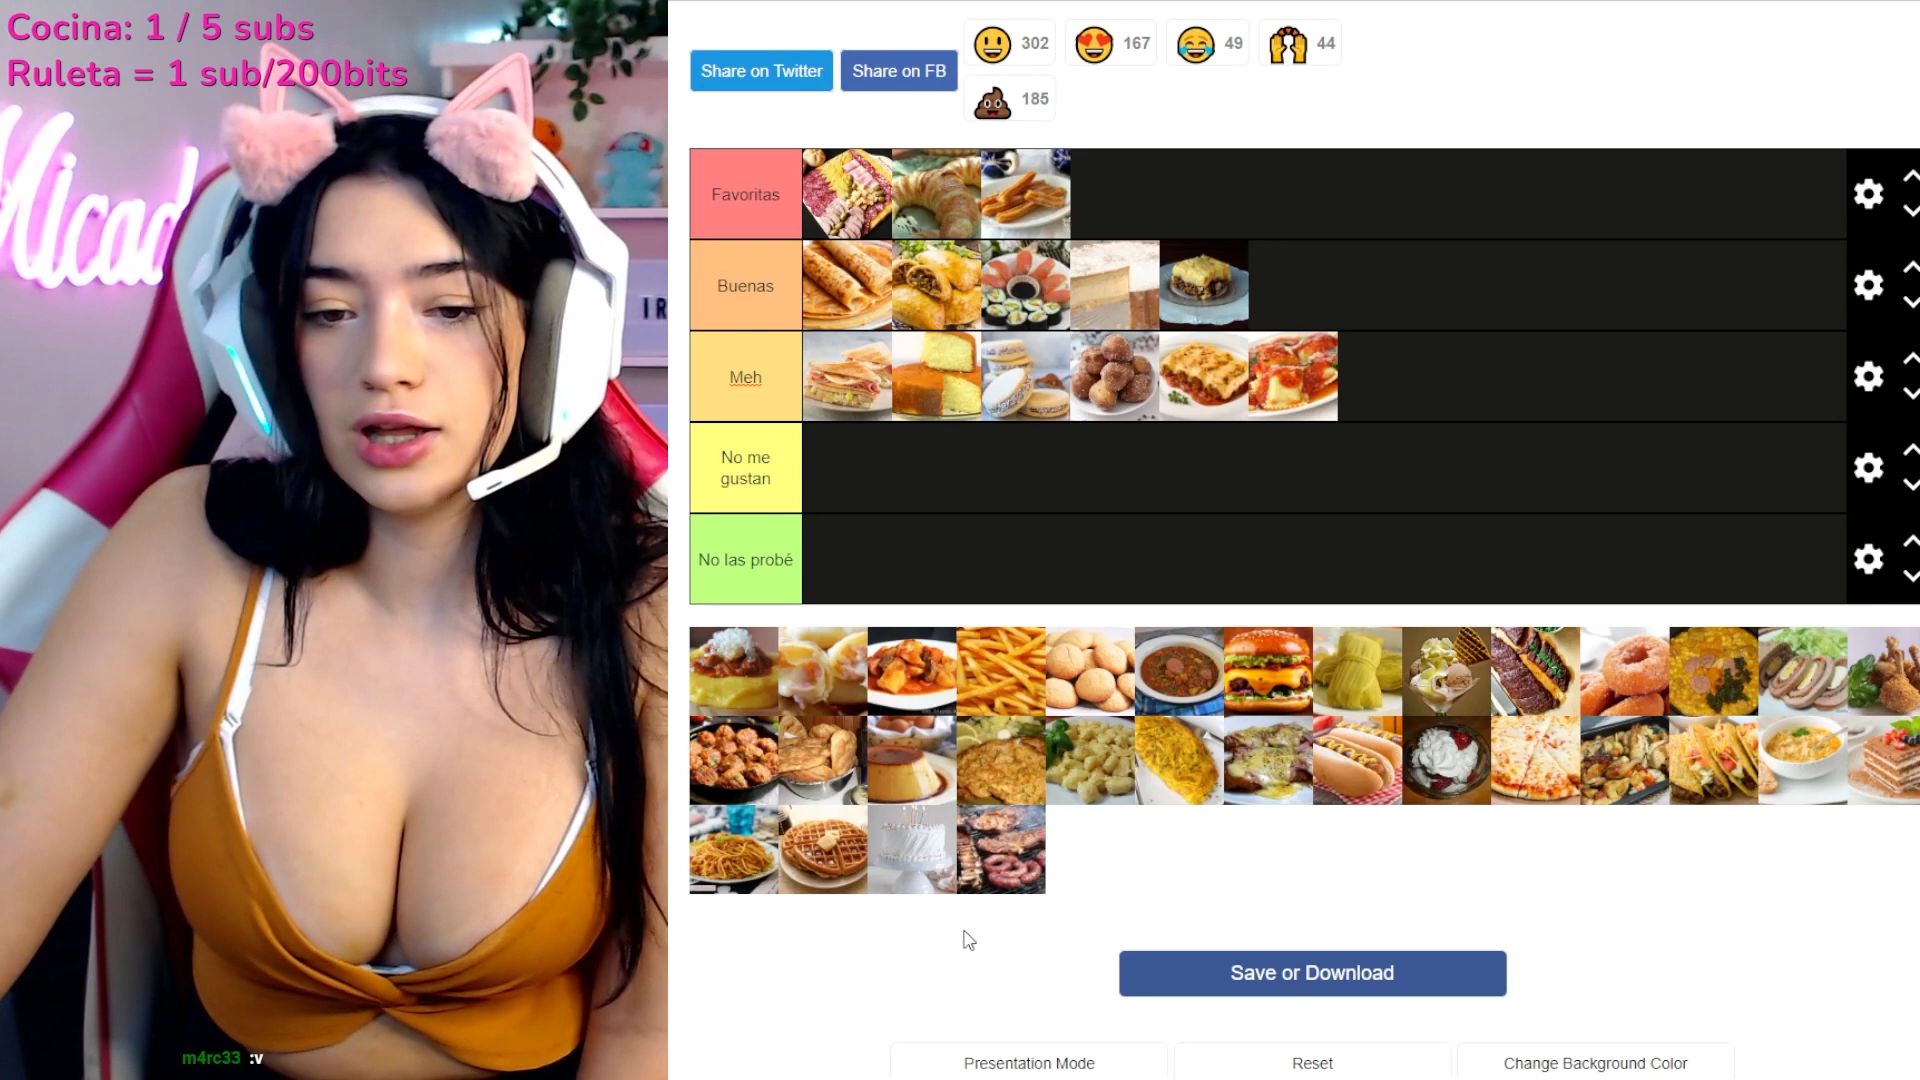 Cocina: 1 / 5 subs
Ruleta = 1 sub/200bits
Micad
IR
m4rc33 :v
Share on Twitter
Share on FB
302
167
49
44
185
Favoritas
Buenas
Meh
No me
gustan
No las probé
Save or Download
Presentation Mode
Reset
Change Background Color